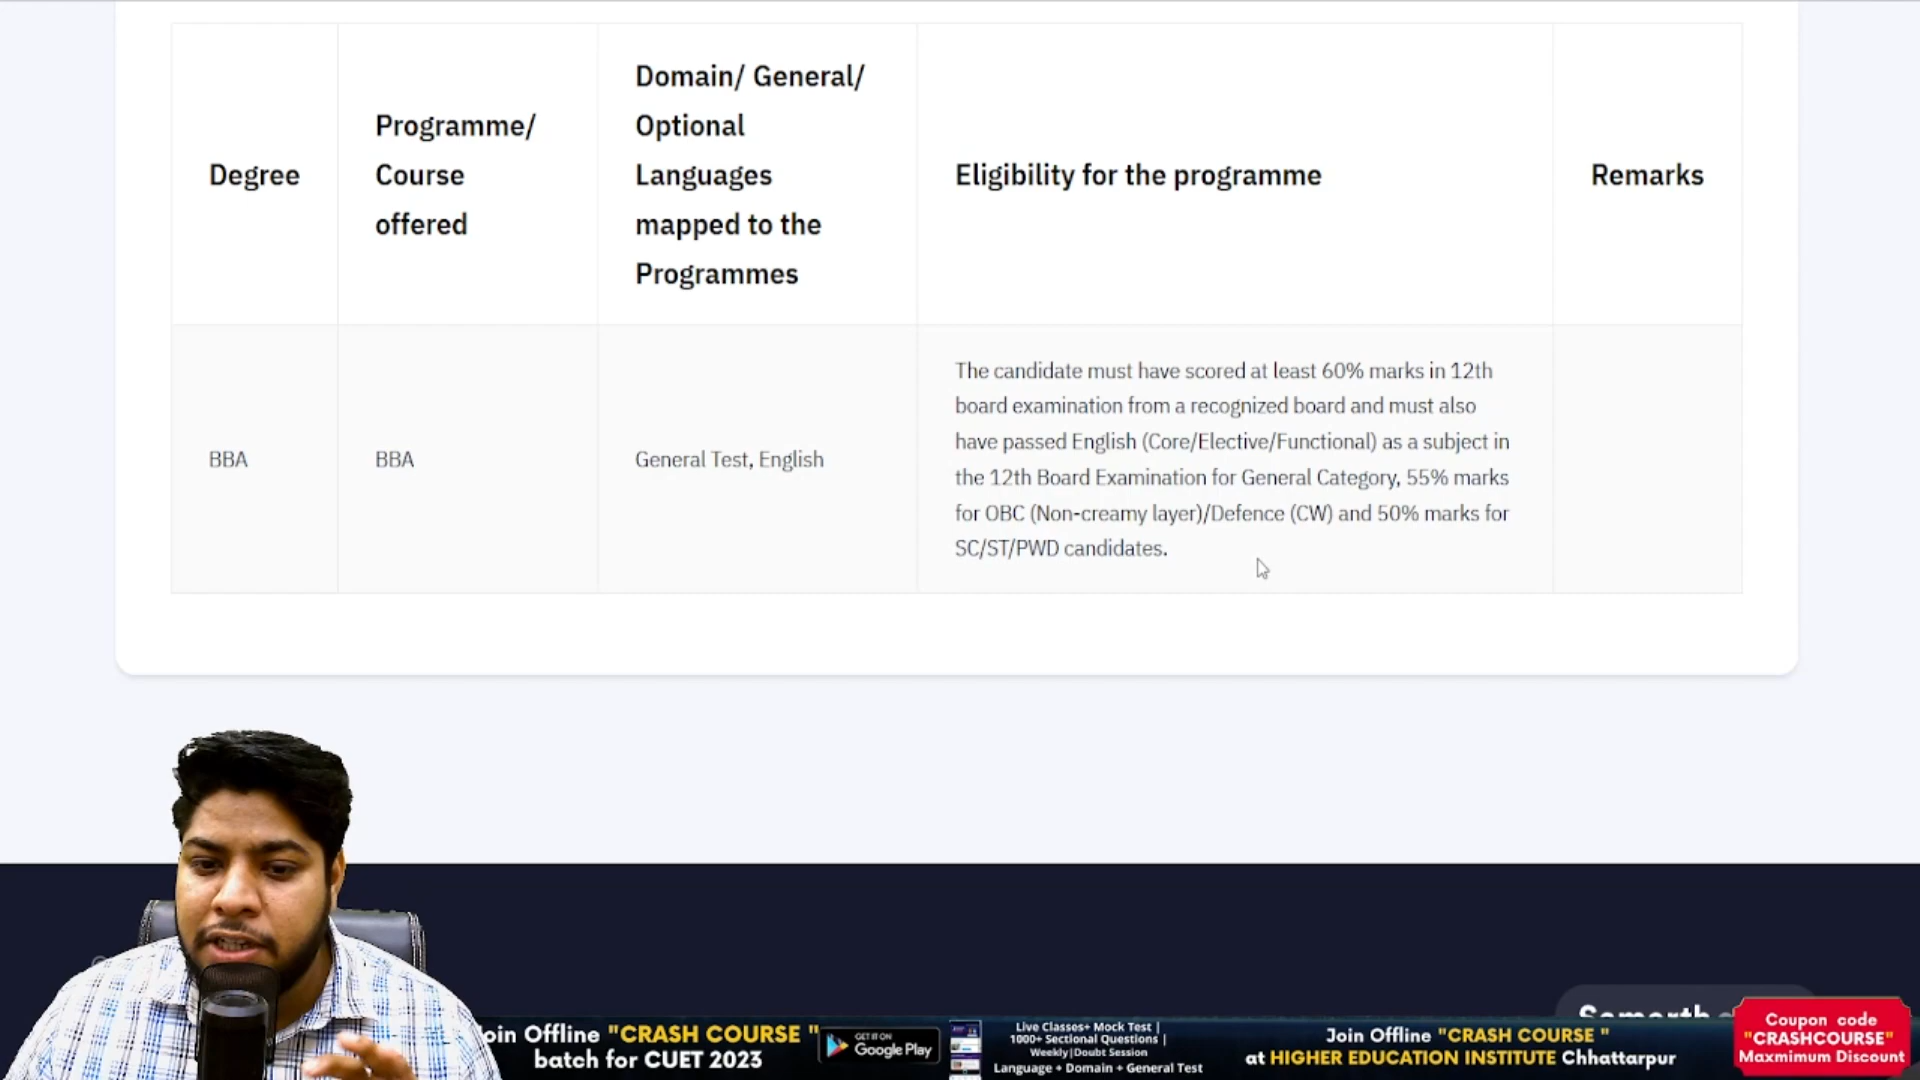 Degree
Programme/
Course
offered
Domain/ General/
Optional
Languages
mapped to the
Programmes
Eligibility for the programme
Remarks
BBA
BBA
General Test, English
The candidate must have scored at least 60% marks in 12th
board examination from a recognized board and must also
have passed English (Core/Elective/Functional) as a subject in
the 12th Board Examination for General Category, 55% marks
for OBC (Non-creamy layer)/Defence (CW) and 50% marks for
SC/ST/PWD candidates.
oin Offline "CRASH COURSE "
batch for CUET 2023
GET IT ON
Google Play
Live Classes+ Mock Test |
1000+ Sectional Questions |
Weekly|Doubt Session
Language + Domain + General Test
Join Offline "CRASH COURSE "
at HIGHER EDUCATION INSTITUTE Chhattarpur
Coupon code
"CRASHCOURSE"
Maxmimum Discount